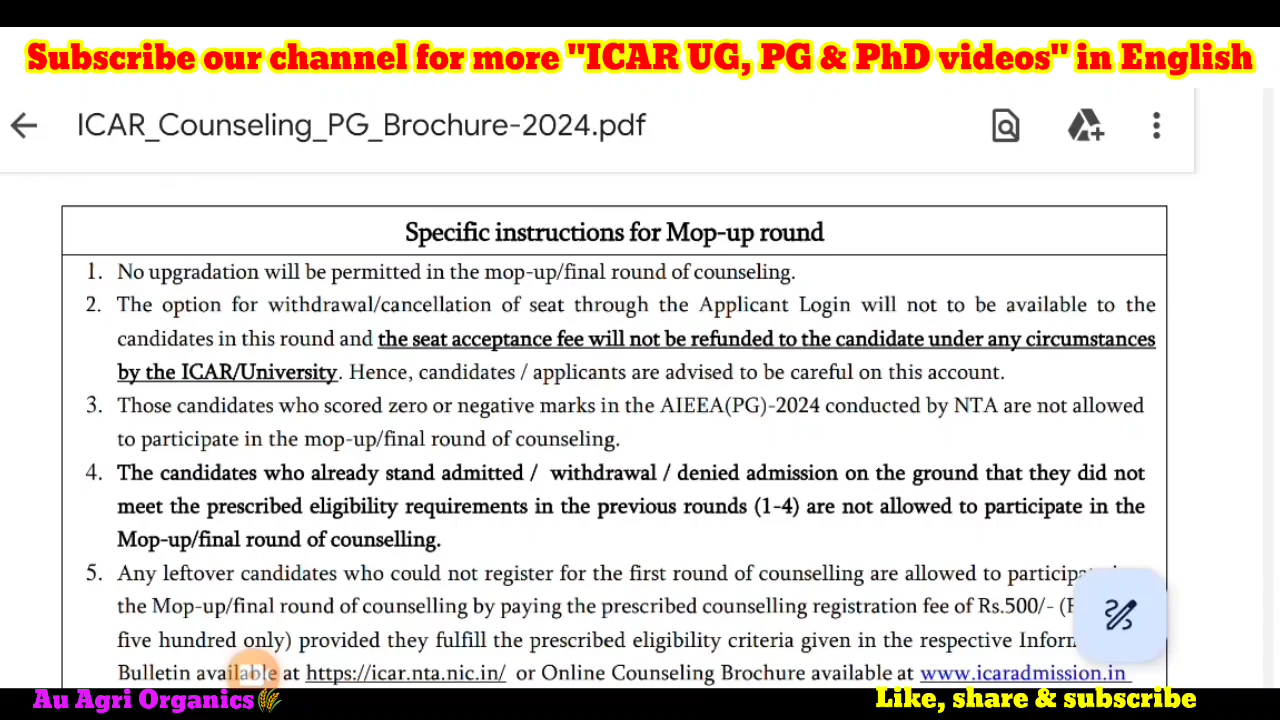 Subscribe our channel for more "ICAR UG, PG & PhD videos" in English
ICAR_Counseling_PG_Brochure-2024.pdf
Specific instructions for Mop-up round
1. No upgradation will be permitted in the mop-up/final round of counseling.
2. The option for withdrawal/cancellation of seat through the Applicant Login will not to be available to the
candidates in this round and the seat acceptance fee will not be refunded to the candidate under any circumstances
by the ICAR/University. Hence, candidates / applicants are advised to be careful on this account.
3. Those candidates who scored zero or negative marks in the AIEEA(PG)-2024 conducted by NTA are not allowed
to participate in the mop-up/final round of counseling.
4. The candidates who already stand admitted / withdrawal / denied admission on the ground that they did not
meet the prescribed eligibility requirements in the previous rounds (1-4) are not allowed to participate in the
Mop-up/final round of counselling.
5. Any leftover candidates who could not register for the first round of counselling are allowed to
the Mop-up/final round of counselling by paying the prescribed counselling registration fee of Rs.500/-
five hundred only) provided they fulfill the prescribed eligibility criteria given in the respective
Bulletin available at https://icar.nta.nic.in/ or Online Counseling Brochure available at www.icaradmission.in
Au Agri Organics
Like, share & subscribe